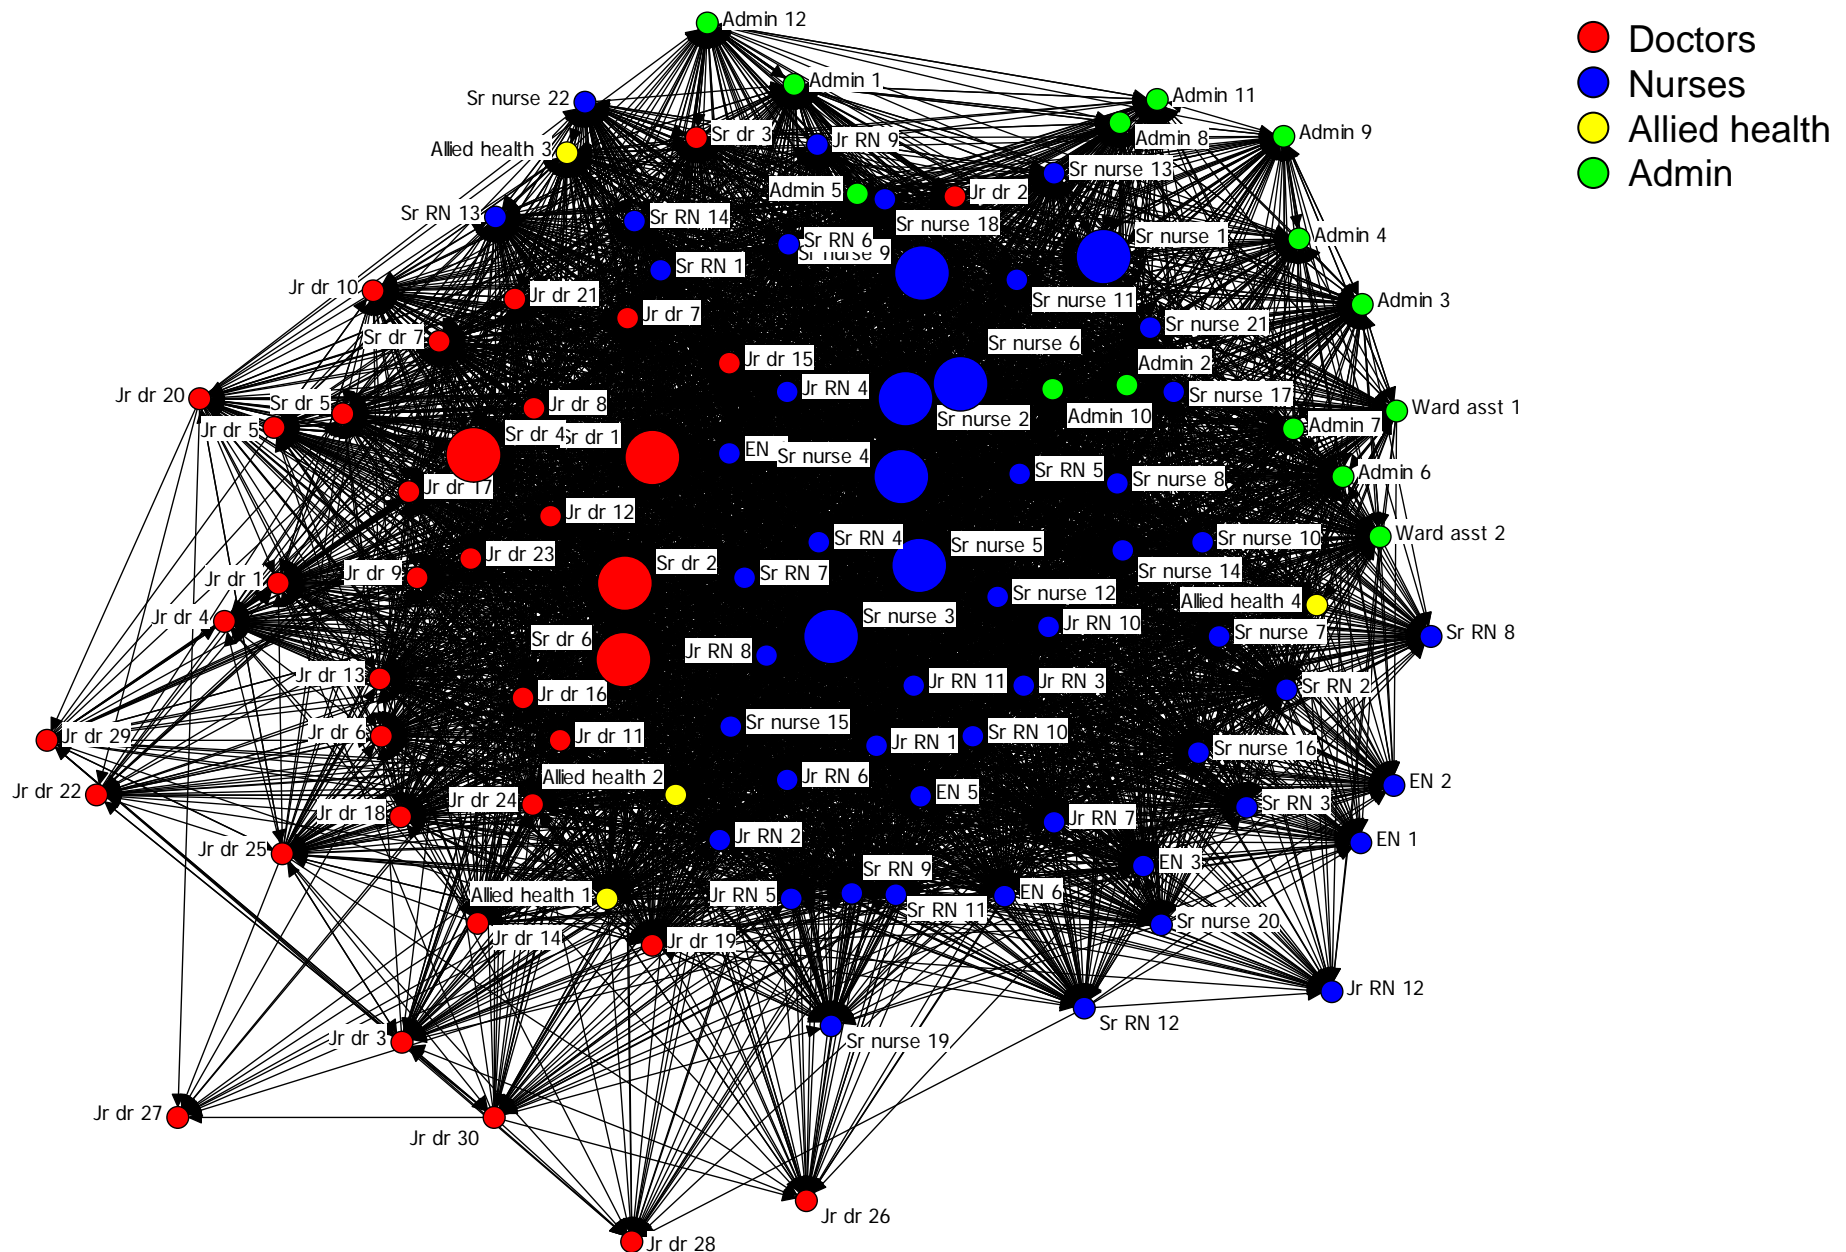 Admin 12
Doctors
Nurses
Allied health
Admin
Admin 1
Admin 11
Sr nurse 22
Sr dr 3
Jr RN 9
Admin 8
Admin 9
Allied health 3
Sr nurse 13
Admin 5
Jr dr 2
Sr RN 13
Sr RN 14
Sr nurse 18
Sr nurse 1
Admin 4
Sr RN 6
Sr nurse 9
Sr RN 1
Jr dr 10
Jr dr 21
Sr nurse 11
Admin 3
Jr dr 7
Sr nurse 21
Sr dr 7
Sr nurse 6
Jr dr 15
Admin 2
Jr dr 20
Sr dr 5
Jr dr 8
Jr RN 4
Sr nurse 17
Ward asst 1
Jr dr 5
Sr dr 4
Sr dr 1
Sr nurse 2
Admin 10
Admin 7
EN
Sr nurse 4
Sr RN 5
Sr nurse 8
Admin 6
Jr dr 17
Jr dr 12
Sr RN 4
Sr nurse 5
Sr nurse 10
Ward asst 2
Jr dr 23
Sr dr 2
Sr RN 7
Sr nurse 14
Jr dr 1
Jr dr 9
Sr nurse 12
Allied health 4
Jr dr 4
Sr nurse 3
Jr RN 10
Sr nurse 7
Sr RN 8
Sr dr 6
Jr RN 8
Jr dr 13
Jr dr 16
Jr RN 11
Jr RN 3
Sr RN 2
Jr dr 29
Jr dr 6
Jr dr 11
Sr nurse 15
Jr RN 1
Sr RN 10
Sr nurse 16
Allied health 2
Jr RN 6
EN 2
Jr dr 22
Jr dr 18
Jr dr 24
EN 5
Sr RN 3
Jr RN 2
Jr RN 7
EN 1
Jr dr 25
Sr RN 9
EN 3
Allied health 1
Jr RN 5
Sr RN 11
EN 6
Sr nurse 20
Jr dr 14
Jr dr 19
Jr RN 12
Jr dr 3
Sr nurse 19
Sr RN 12
Jr dr 27
Jr dr 30
Jr dr 26
Jr dr 28